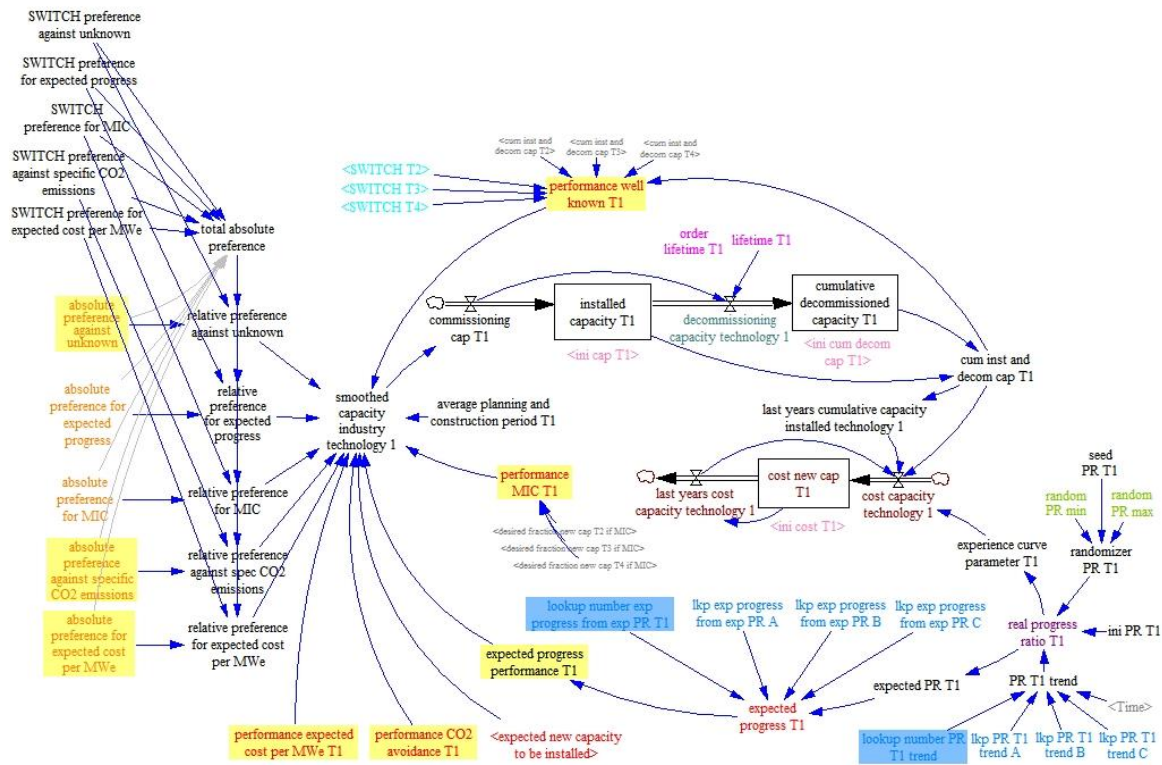 SWITCH preference
against unknown
SWITCH preference
for expected progress
SWITCH
preference for MIC
SWITCH preference
against specific CO2
emissions
SWITCH preference for
expected cost per MWe
total absolute
preference
absolute
preference
against
unknown
relative preference
against unknown
absolute
preference for
expected
progress
relative
preference
for expected
progress
absolute
preference
for MIC
relative preference
for MIC
absolute
preference
against specific
CO2 emissions
relative preference
against spec CO2
emissions
absolute
preference for
expected cost
per MWe
relative preference
for expected cost
per MWe
<SWITCH T2>
<SWITCH T3>
<SWITCH T4>
<cum inst and
decom cap T2>
<cum inst and
decom cap T3>
<cum inst and
decom cap T4>
performance well
known T1
order
lifetime T1
lifetime T1
commissioning
cap T1
installed
capacity T1
<ini cap T1>
decommissioning
capacity technology 1
cumulative
decommissioned
capacity T1
<ini cum decom
cap T1>
cum inst and
decom cap T1
smoothed
capacity
industry
technology 1
average planning and
construction period T1
last years cumulative capacity
installed technology 1
performance
MIC T1
<desired fraction new cap T2 if MIC>
<desired fraction new cap T3 if MIC>
<desired fraction new cap T4 if MIC>
last years cost
capacity technology 1
cost new cap
T1
<ini cost T1>
cost capacity
technology 1
seed
PR T1
random
PR min
random
PR max
experience curve
parameter T1
randomizer
PR T1
lookup number exp
progress from exp PR T1
lkp exp progress
from exp PR A
lkp exp progress
from exp PR B
lkp exp progress
from exp PR C
real progress
ratio T1
ini PR T1
expected progress
performance T1
expected PR T1
PR T1 trend
<Time>
expected
progress T1
performance expected
cost per MWe T1
performance CO2
avoidance T1
<expected new capacity
to be installed>
lookup number PR
T1 trend
lkp PR T1
trend A
lkp PR T1
trend B
lkp PR T1
trend C